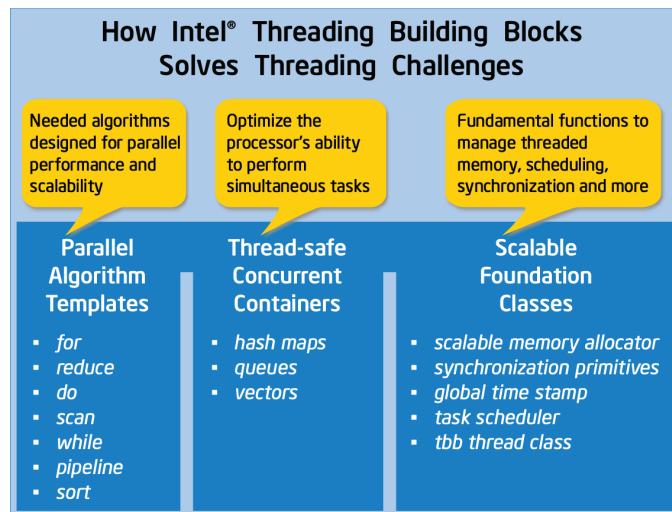 How Intel® Threading Building Blocks
Solves Threading Challenges
Needed algorithms
designed for parallel
performance and
scalability
Optimize the
processor's ability
to perform
simultaneous tasks
Fundamental functions to
manage threaded
memory, scheduling,
synchronization and more
Parallel
Algorithm
Templates
▪ for
▪ reduce
▪ do
▪ scan
▪ while
▪ pipeline
▪ sort
Thread-safe
Concurrent
Containers
▪ hash maps
▪ queues
▪ vectors
Scalable
Foundation
Classes
▪ scalable memory allocator
▪ synchronization primitives
▪ global time stamp
▪ task scheduler
▪ tbb thread class